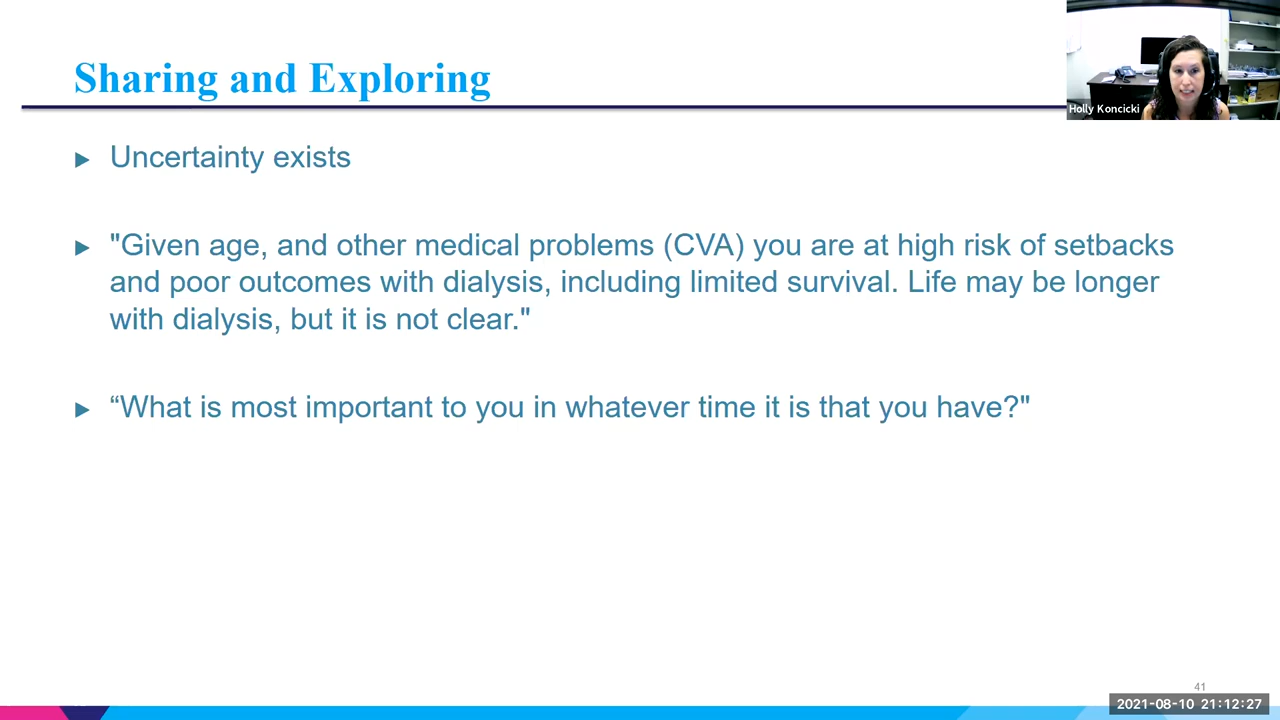 Sharing and Exploring
Holly Koncicki
Uncertainty exists
"Given age, and other medical problems (CVA) you are at high risk of setbacks
and poor outcomes with dialysis, including limited survival. Life may be longer
with dialysis, but it is not clear."
“What is most important to you in whatever time it is that you have?"
41
2021-08-10 21:12:27